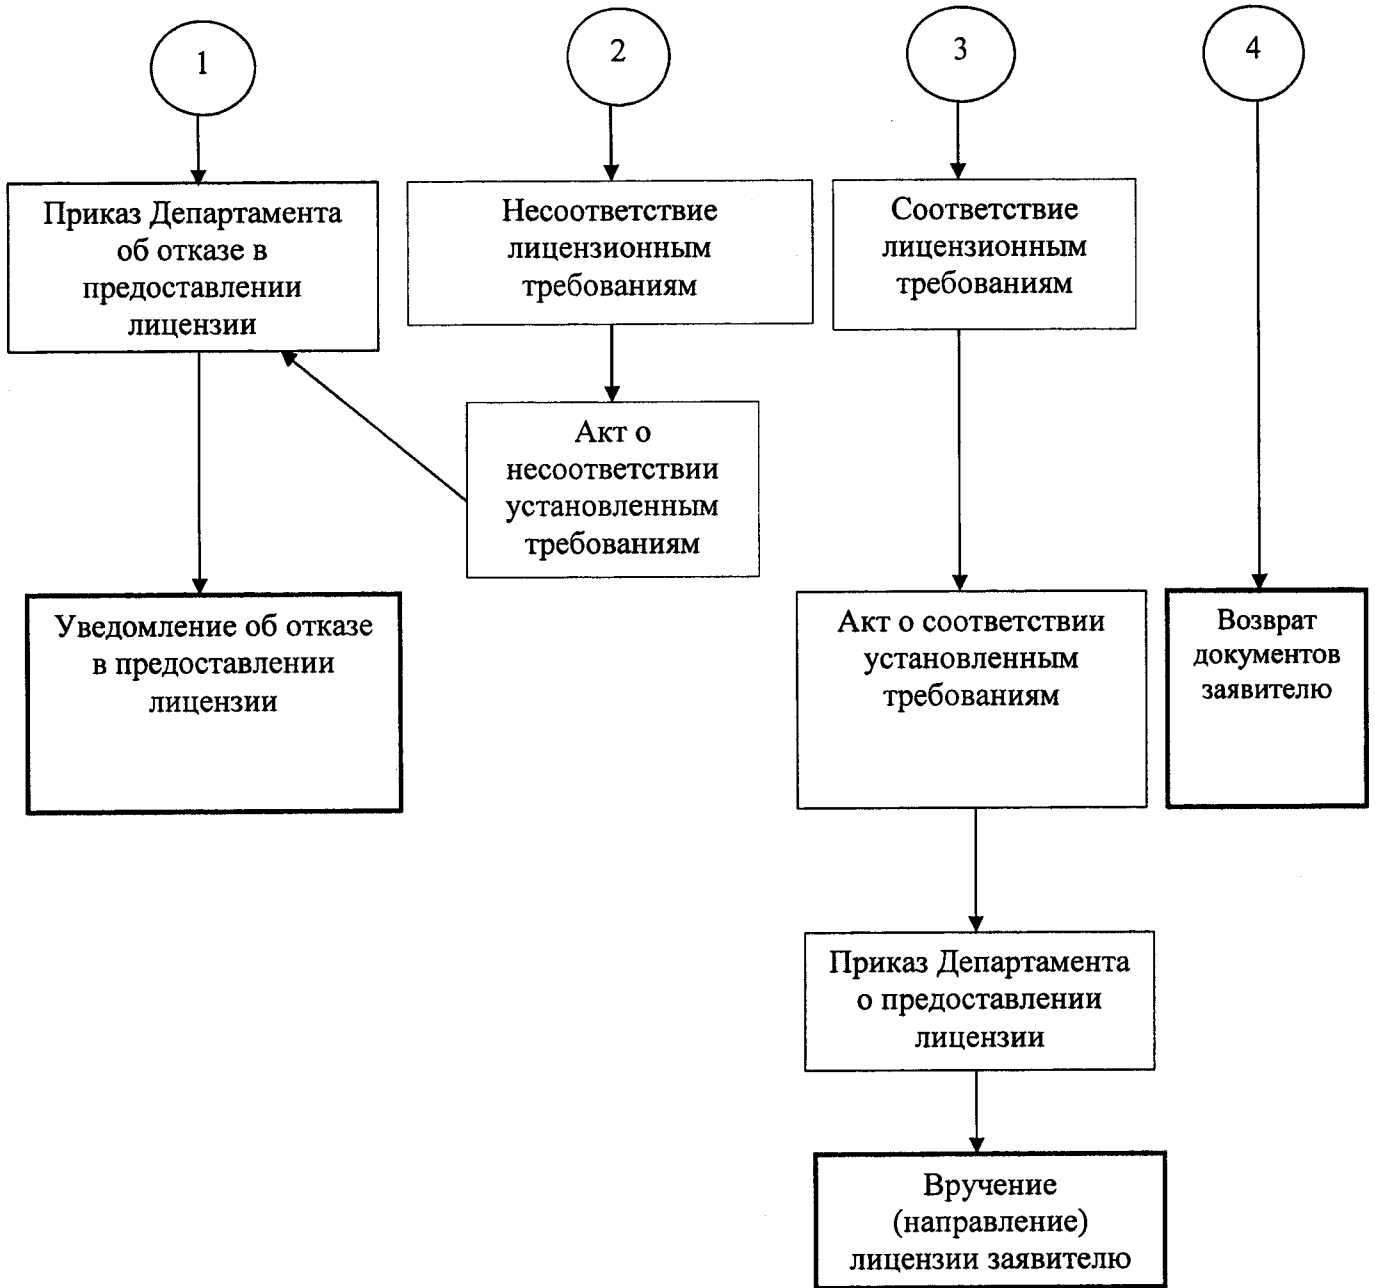 1
2
3
4
Приказ Департамента
об отказе в
предоставлении
лицензии
Несоответствие
лицензионным
требованиям
Соответствие
лицензионным
требованиям
Акт о
несоответствии
установленным
требованиям
Уведомление об отказе
в предоставлении
лицензии
Акт о соответствии
установленным
требованиям
Возврат
документов
заявителю
Приказ Департамента
о предоставлении
лицензии
Вручение
(направление)
лицензии заявителю